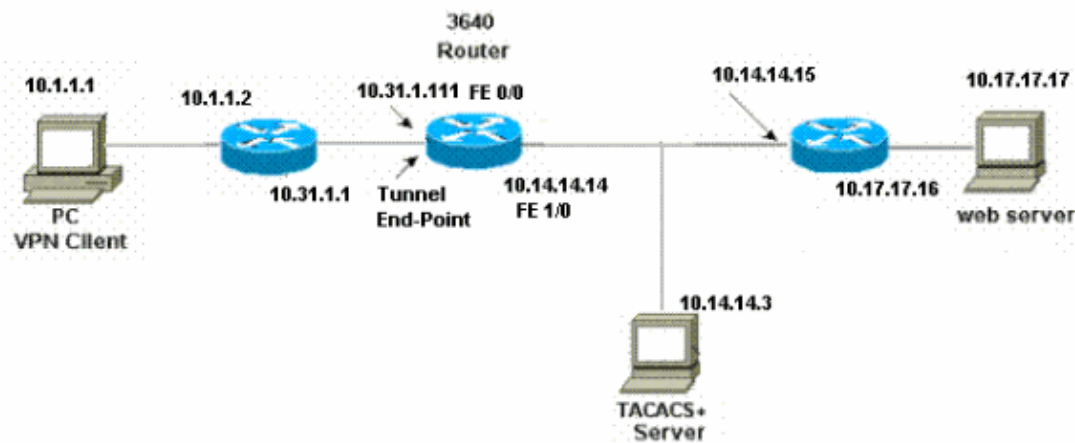 3640
Router
10.1.1.1
10.1.1.2
10.31.1.111 FE 0/0
10.14.14.15
10.17.17.17
10.31.1.1
Tunnel
End-Point
10.14.14.14
FE 1/0
10.17.17.16
PC
VPN Client
web server
10.14.14.3
TACACS+
Server